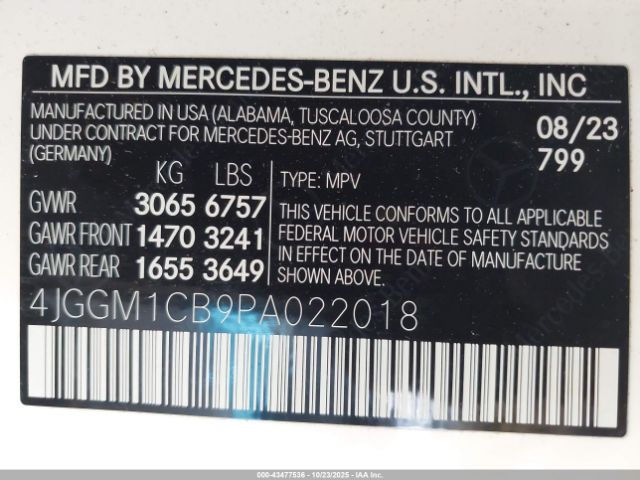 MFD BY MERCEDES-BENZ U.S. INTL., INC
MANUFACTURED IN USA (ALABAMA, TUSCALOOSA COUNTY)
UNDER CONTRACT FOR MERCEDES-BENZ AG, STUTTGART
(GERMANY)
08/23
799
KG LBS
GVWR 3065 6757
GAWR FRONT 1470 3241
GAWR REAR 1655 3649
TYPE: MPV
THIS VEHICLE CONFORMS TO ALL APPLICABLE
FEDERAL MOTOR VEHICLE SAFETY STANDARDS
IN EFFECT ON THE DATE OF MANUFACTURE
SHOWN ABOVE.
4JGGM1CB9PA022018
000-43477536 - 10/23/2025 - IAA Inc.